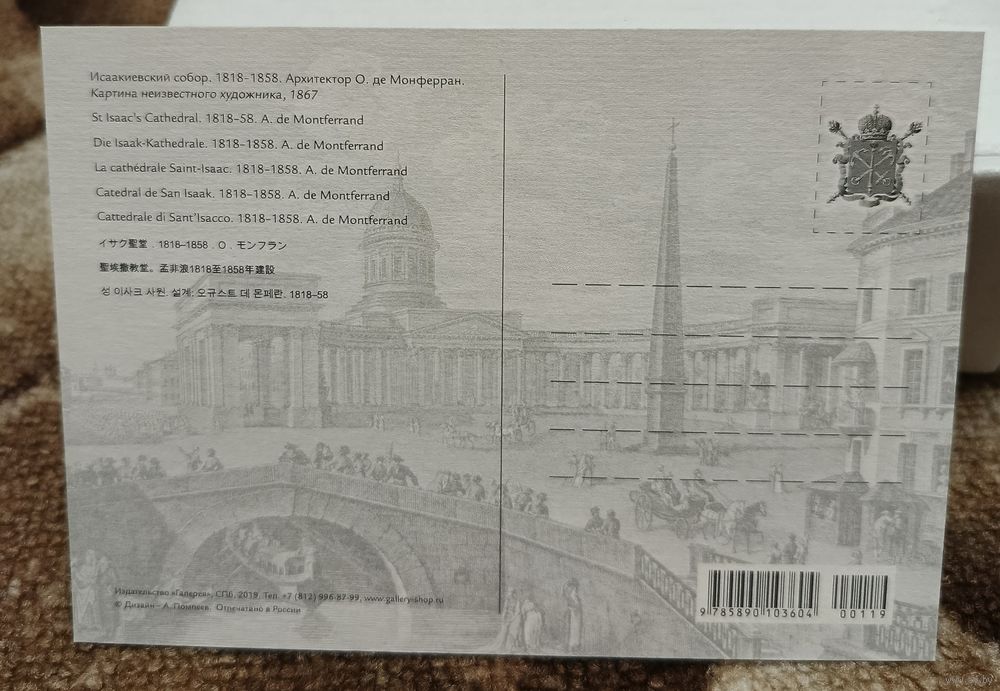 Исаакиевский собор. 1818-1858. Архитектор О. де Монферран.
Картина неизвестного художника, 1867
St Isaac's Cathedral. 1818-58. A. de Montferrand
Die Isaak-Kathedrale. 1818-1858. A. de Montferrand
La cathédrale Saint-Isaac. 1818-1858. A. de Montferrand
Catedral de San Isaak. 1818-1858. A. de Montferrand
Cattedrale di Sant'Isacco. 1818-1858. A. de Montferrand
イサク聖堂 . 1818–1858 . O . モンフラン
聖埃撒教堂。孟非浪1818至1858年建設
성 이사크 사원. 설계: 오규스트 데 몬페란. 1818-58
Издательство «Галерея», СПб, 2019. Тел. +7 (812) 996-87-99, www.gallery-shop.ru
© Дизайн – А. Помпеев. Отпечатано в России
9 785890 103604
00119